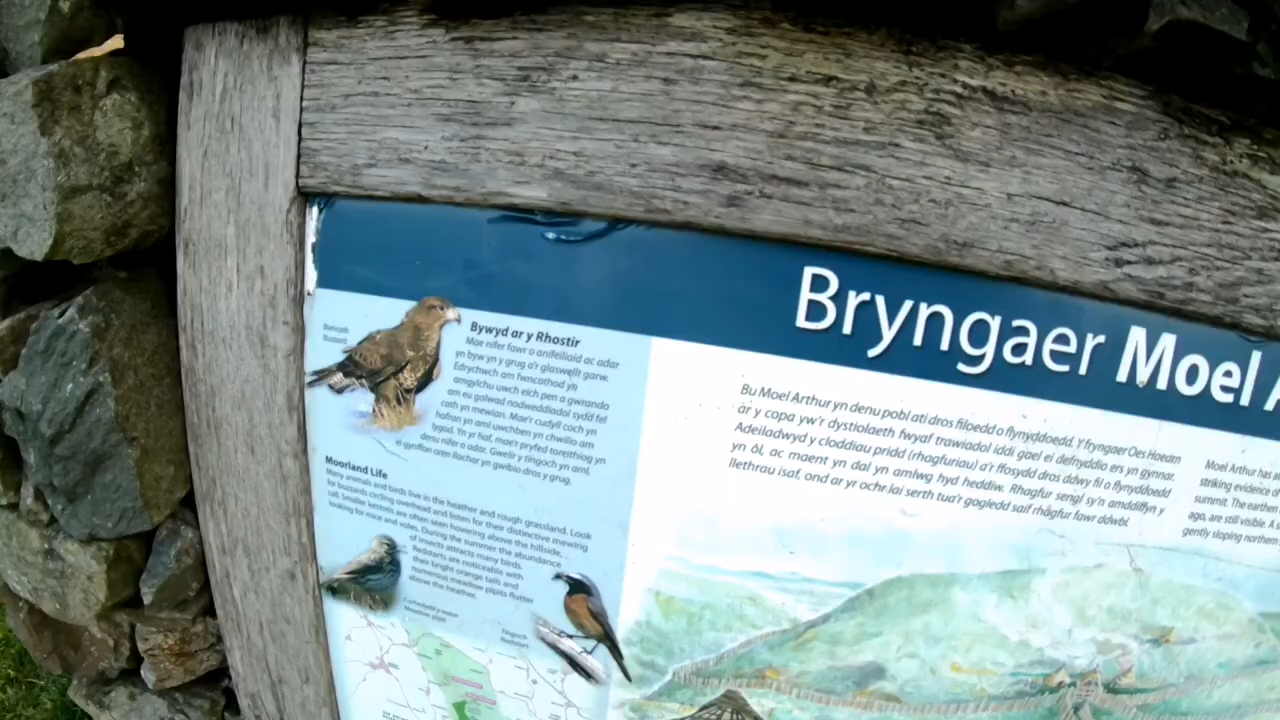 Bryngaer Moel A
Bwncath
Buzzard
Bywyd ar y Rhostir
Mae nifer fawr o anifeiliaid ac adar
yn byw yn y grug a'r glaswellt garw.
Edrychwch am fwncathod yn
amgylchu uwch eich pen a gwrando
am eu galwad nodweddiadol sydd fel
cath yn mewian. Mae'r cudyll coch yn
hofran yn aml uwchben yn chwilio am
lygod. Yn yr haf, mae'r pryfed toreithiog yn
denu nifer o adar. Gwelir y tingoch yn aml,
ei gynffon oren llachar yn gwibio dros y grug.
Moorland Life
Many animals and birds live in the heather and rough grassland. Look
for buzzards circling overhead and listen for their distinctive mewing
call. Smaller kestrels are often seen hovering above the hillside,
looking for mice and voles. During the summer the abundance
of insects attracts many birds.
Redstarts are noticeable with
their bright orange tails and
numerous meadow pipits flutter
above the heather.
Corhedydd y waun
Meadow pipit
Tingoch
Redstart
Bu Moel Arthur yn denu pobl ati dros filoedd o flynyddoedd. Y fryngaer Oes Haearn
ar y copa yw'r dystiolaeth fwyaf trawiadol iddi gael ei defnyddio ers yn gynnar.
Adeiladwyd y cloddiau pridd (rhagfuriau) a'r ffosydd dros ddwy fil o flynyddoedd
yn ôl, ac maent yn dal yn amlwg hyd heddiw. Rhagfur sengl sy'n amddiffyn y
llethrau isaf, ond ar yr ochr lai serth tua'r gogledd saif rhagfur fawr ddwbl.
Moel Arthur has a
striking evidence o
summit. The earthen
ago, are still visible. A
gently sloping northern